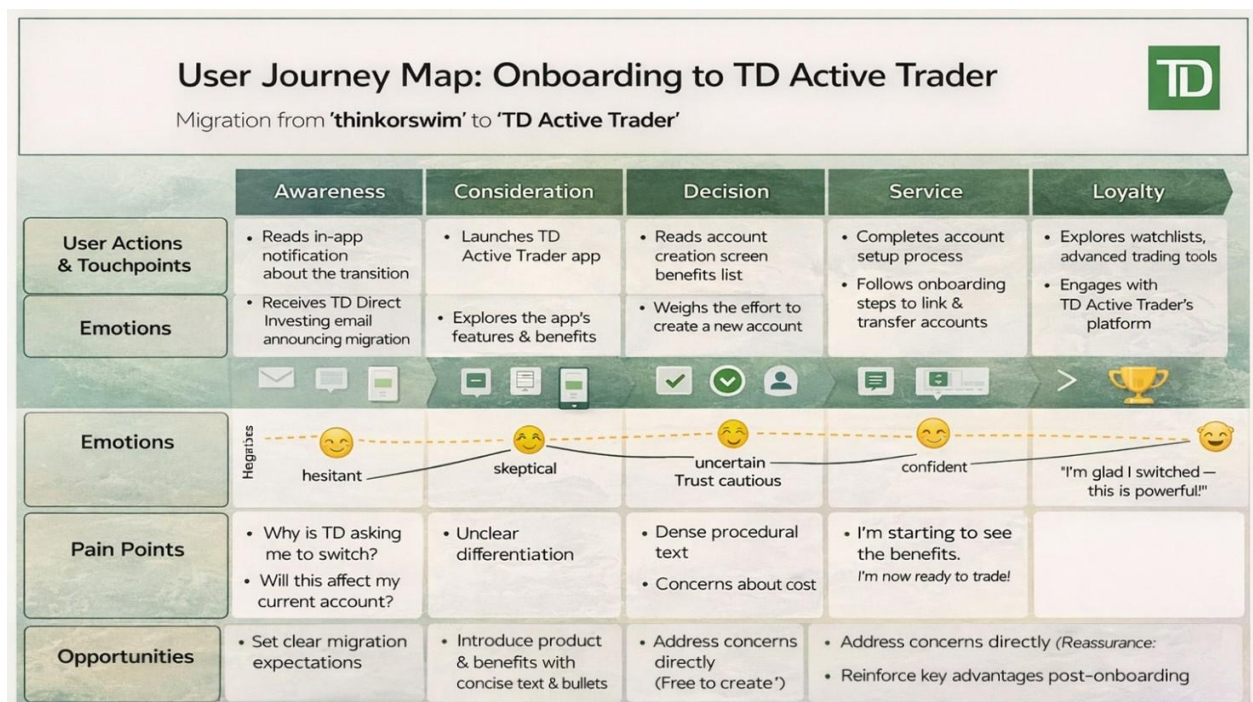 User Journey Map: Onboarding to TD Active Trader
TD
Migration from 'thinkorswim' to 'TD Active Trader'
Awareness
Consideration
Decision
Service
Loyalty
User Actions
& Touchpoints
• Reads in-app
notification
about the transition
• Launches TD
Active Trader app
• Reads account
creation screen
benefits list
• Completes account
setup process
• Follows onboarding
steps to link &
transfer accounts
• Explores watchlists,
advanced trading tools
• Engages with
TD Active Trader's
platform
Emotions
• Receives TD Direct
Investing email
announcing migration
• Explores the app's
features & benefits
• Weighs the effort to
create a new account
Emotions
hesitant
skeptical
uncertain
Trust cautious
confident
"I'm glad I switched –
this is powerful!"
Pain Points
• Why is TD asking
me to switch?
• Will this affect my
current account?
• Unclear
differentiation
• Dense procedural
text
• Concerns about cost
• I'm starting to see
the benefits.
I'm now ready to trade!
Opportunities
• Set clear migration
expectations
• Introduce product
& benefits with
concise text & bullets
• Address concerns
directly
(Free to create')
• Address concerns directly (Reassurance:
• Reinforce key advantages post-onboarding